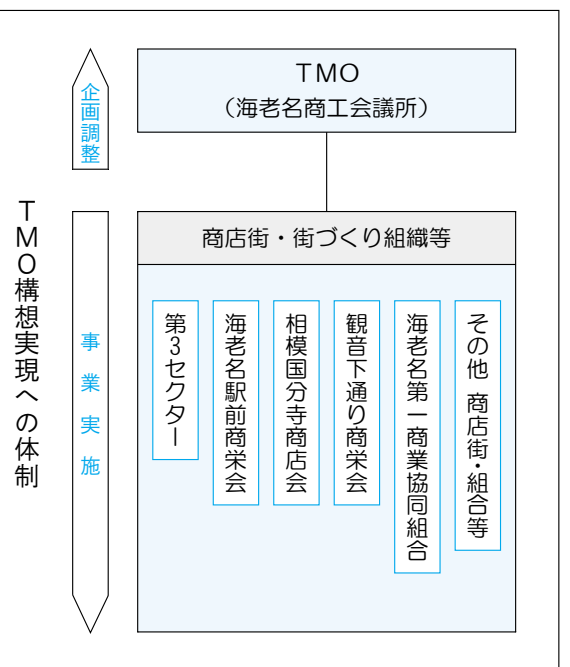 TMO構想実現への体制
企画調整
TMO
（海老名商工会議所）
事業実施
商店街・街づくり組織等
第3セクター
海老名駅前商栄会
相模国分寺商店会
観音下通り商栄会
海老名第一商業協同組合
その他 商店街・組合等